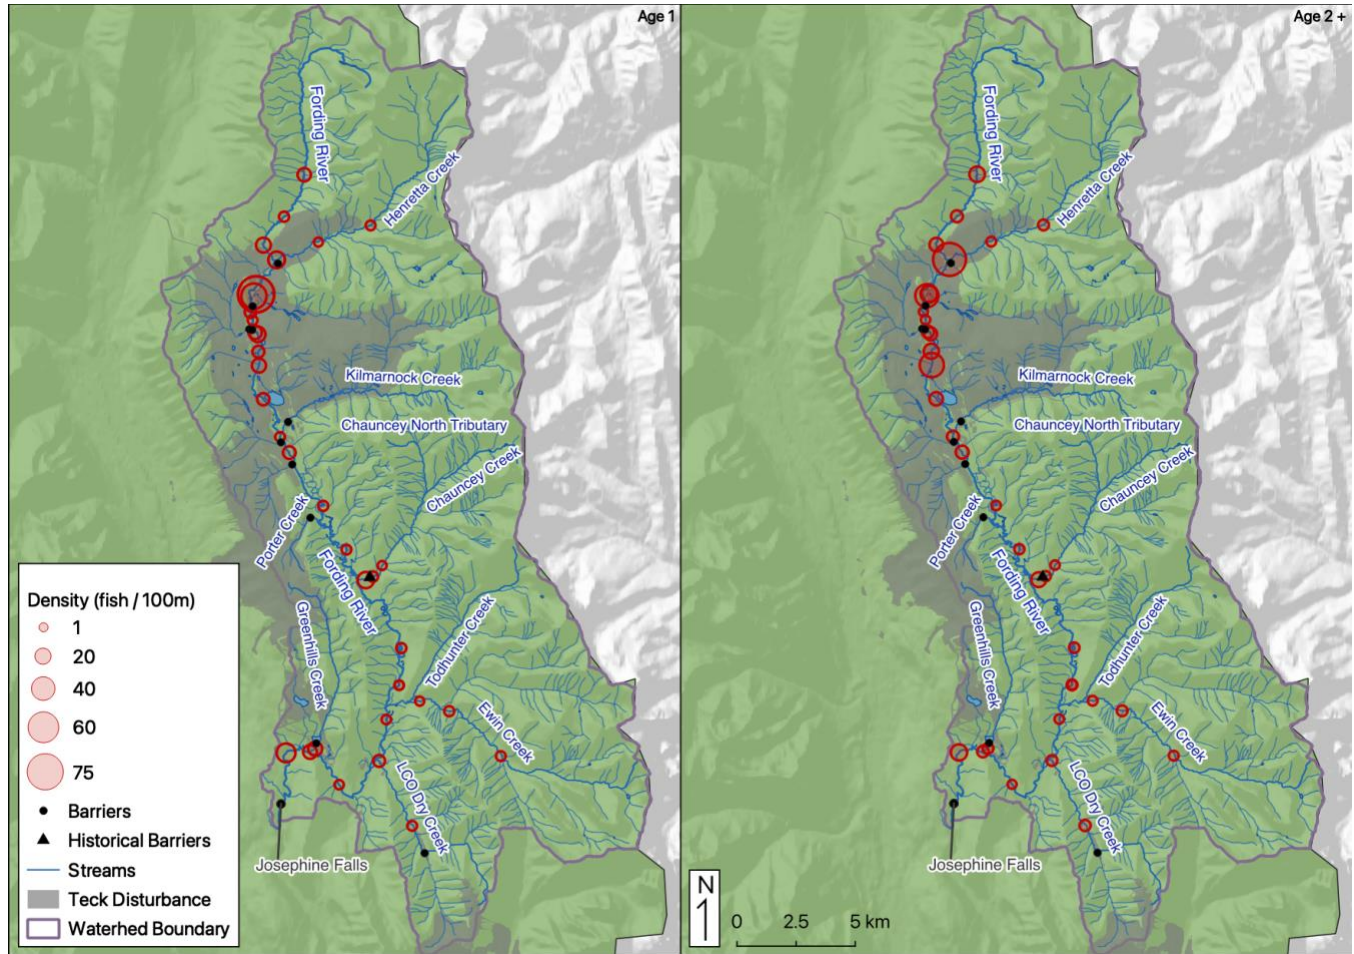 Age 1
Fording River
Henretta Creek
Kilmarnock Creek
Chauncey North Tributary
Chauncey Creek
Porter Creek
Fording River
Todhunter Creek
Greenhills Creek
Ewin Creek
LCO Dry Creek
Josephine Falls
Density (fish / 100m)
1
20
40
60
75
Barriers
Historical Barriers
Streams
Teck Disturbance
Waterhed Boundary
Age 2 +
Fording River
Henretta Creek
Kilmarnock Creek
Chauncey North Tributary
Chauncey Creek
Porter Creek
Fording River
Todhunter Creek
Greenhills Creek
Ewin Creek
LCO Dry Creek
Josephine Falls
N
0 2.5 5 km